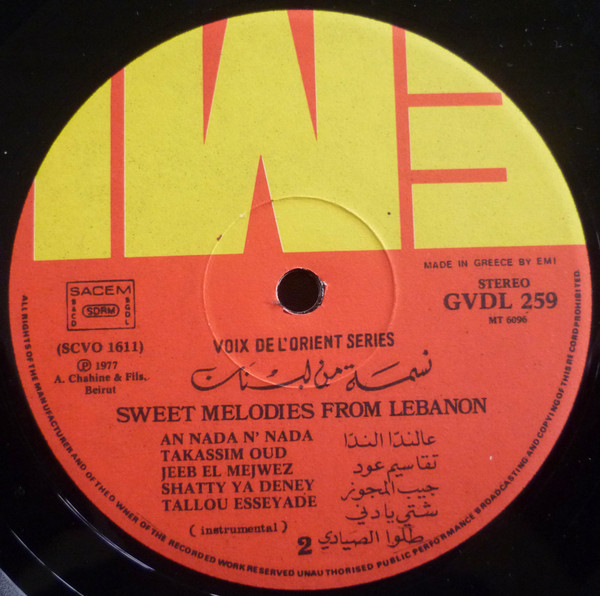 EMI
MADE IN GREECE BY EMI
SACEM
SACD
SDRM
SGDL
STEREO
GVDL 259
MT 6096
(SCVO 1611)
Ⓟ 1977
A. Chahine & Fils,
Beirut
VOIX DE L'ORIENT SERIES
نسمة من لبنان
SWEET MELODIES FROM LEBANON
AN NADA N' NADA عالندّا الندّا
TAKASSIM OUD تقاسيم عود
JEEB EL MEJWEZ جيب المجوز
SHATTY YA DENEY شتي يا دني
TALLOU ESSEYADE طلوا الصيادي
( instrumental ) 2
ALL RIGHTS OF THE MANUFACTURER AND OF THE OWNER OF THE RECORDED WORK RESERVED UNAUTHORISED PUBLIC PERFORMANCE BROADCASTING AND COPYING OF THIS RECORD PROHIBITED.